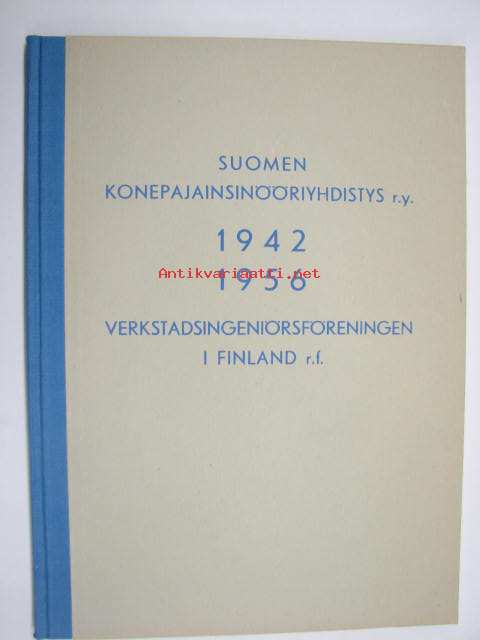 SUOMEN
KONEPAJAINSINÖÖRIYHDISTYS r.y.
1942
Antikvariaatti.net
1956
VERKSTADSINGENIÖRSFÖRENINGEN
I FINLAND r.f.